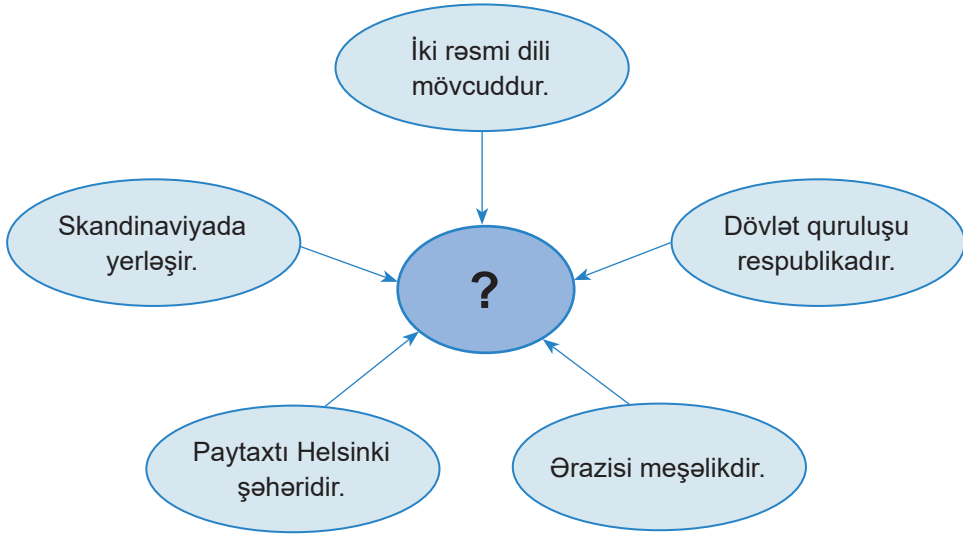 İki rəsmi dili
mövcuddur.
Skandinaviyada
yerləşir.
Dövlət quruluşu
respublikadır.
?
Paytaxtı Helsinki
şəhəridir.
Ərazisi meşəlikdir.